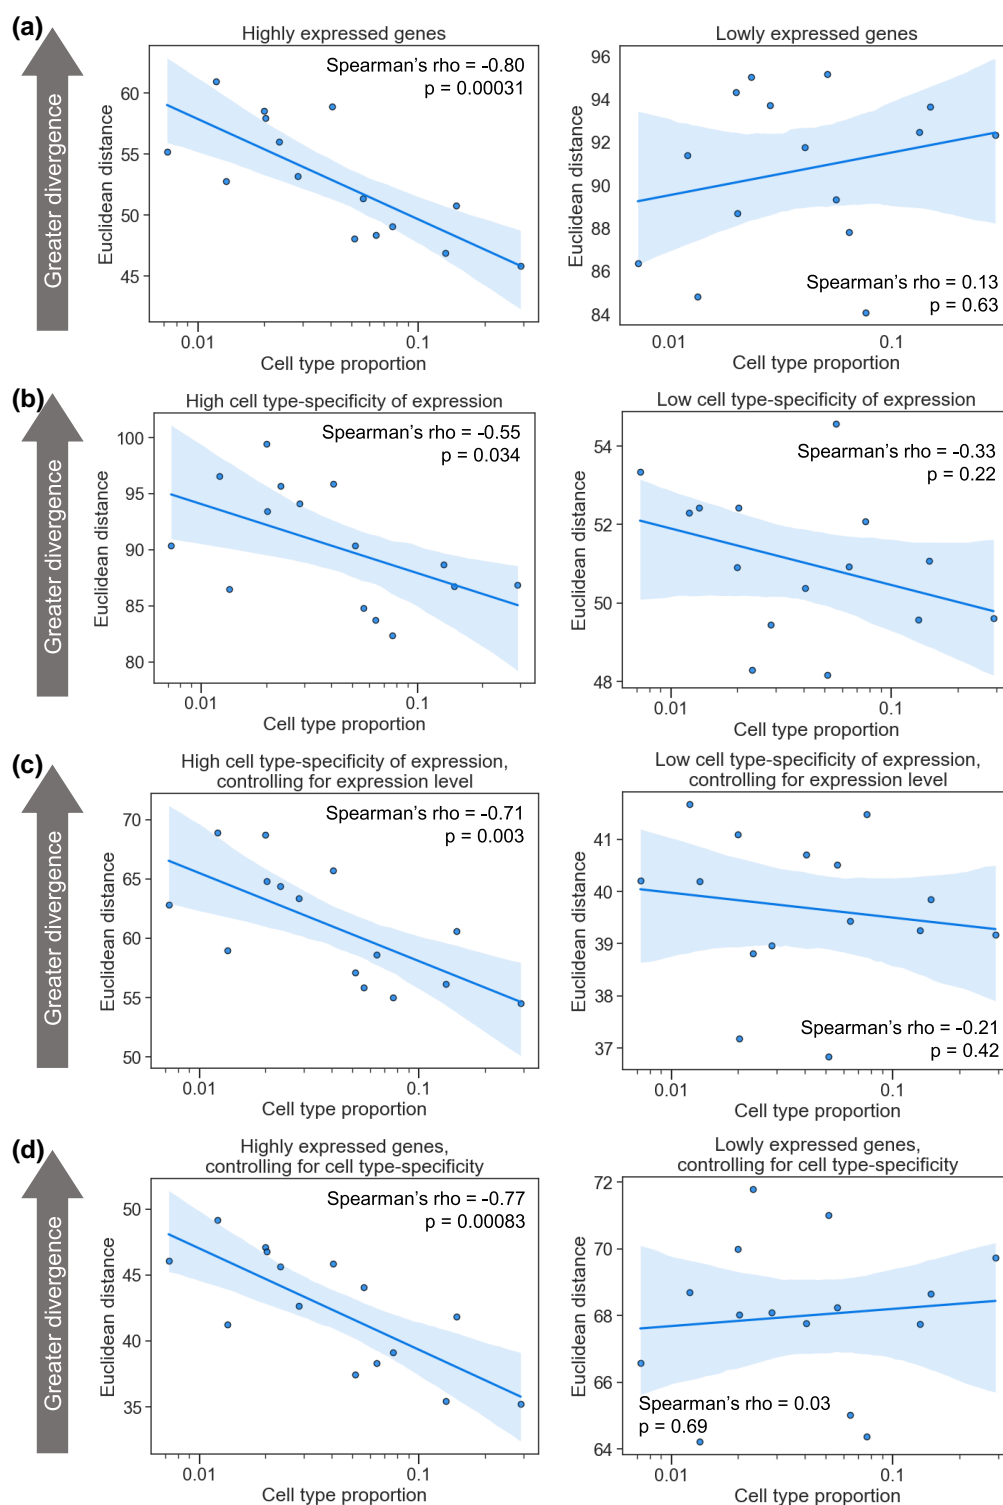 (a)
Greater divergence
Highly expressed genes
Spearman's rho = -0.80
p = 0.00031
Euclidean distance
60
55
50
45
0.01
0.1
Cell type proportion
Lowly expressed genes
Spearman's rho = 0.13
p = 0.63
Euclidean distance
96
94
92
90
88
86
84
0.01
0.1
Cell type proportion
(b)
Greater divergence
High cell type-specificity of expression
Spearman's rho = -0.55
p = 0.034
Euclidean distance
100
95
90
85
80
0.01
0.1
Cell type proportion
Low cell type-specificity of expression
Spearman's rho = -0.33
p = 0.22
Euclidean distance
54
52
50
48
0.01
0.1
Cell type proportion
(c)
Greater divergence
High cell type-specificity of expression,
controlling for expression level
Spearman's rho = -0.71
p = 0.003
Euclidean distance
70
65
60
55
50
0.01
0.1
Cell type proportion
Low cell type-specificity of expression,
controlling for expression level
Spearman's rho = -0.21
p = 0.42
Euclidean distance
41
40
39
38
37
0.01
0.1
Cell type proportion
(d)
Greater divergence
Highly expressed genes,
controlling for cell type-specificity
Spearman's rho = -0.77
p = 0.00083
Euclidean distance
50
45
40
35
0.01
0.1
Cell type proportion
Lowly expressed genes,
controlling for cell type-specificity
Spearman's rho = 0.03
p = 0.69
Euclidean distance
72
70
68
66
64
0.01
0.1
Cell type proportion